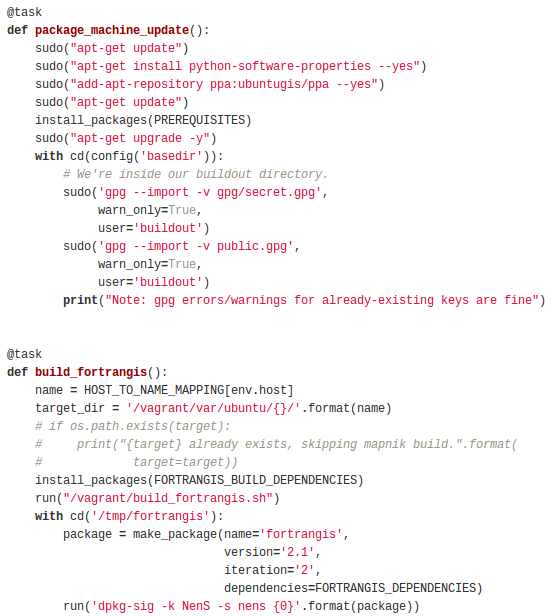 @task
def package_machine_update():
    sudo("apt-get update")
    sudo("apt-get install python-software-properties --yes")
    sudo("add-apt-repository ppa:ubuntugis/ppa --yes")
    sudo("apt-get update")
    install_packages(PREREQUISITES)
    sudo("apt-get upgrade -y")
    with cd(config('basedir')):
        # We're inside our buildout directory.
        sudo('gpg --import -v gpg/secret.gpg',
             warn_only=True,
             user='buildout')
        sudo('gpg --import -v public.gpg',
             warn_only=True,
             user='buildout')
        print("Note: gpg errors/warnings for already-existing keys are fine")


@task
def build_fortrangis():
    name = HOST_TO_NAME_MAPPING[env.host]
    target_dir = '/vagrant/var/ubuntu/{}/'.format(name)
    # if os.path.exists(target):
    #     print("{target} already exists, skipping mapnik build.".format(
    #             target=target))
    install_packages(FORTRANGIS_BUILD_DEPENDENCIES)
    run("/vagrant/build_fortrangis.sh")
    with cd('/tmp/fortrangis'):
        package = make_package(name='fortrangis',
                               version='2.1',
                               iteration='2',
                               dependencies=FORTRANGIS_DEPENDENCIES)
        run('dpkg-sig -k NenS -s nens {0}'.format(package))